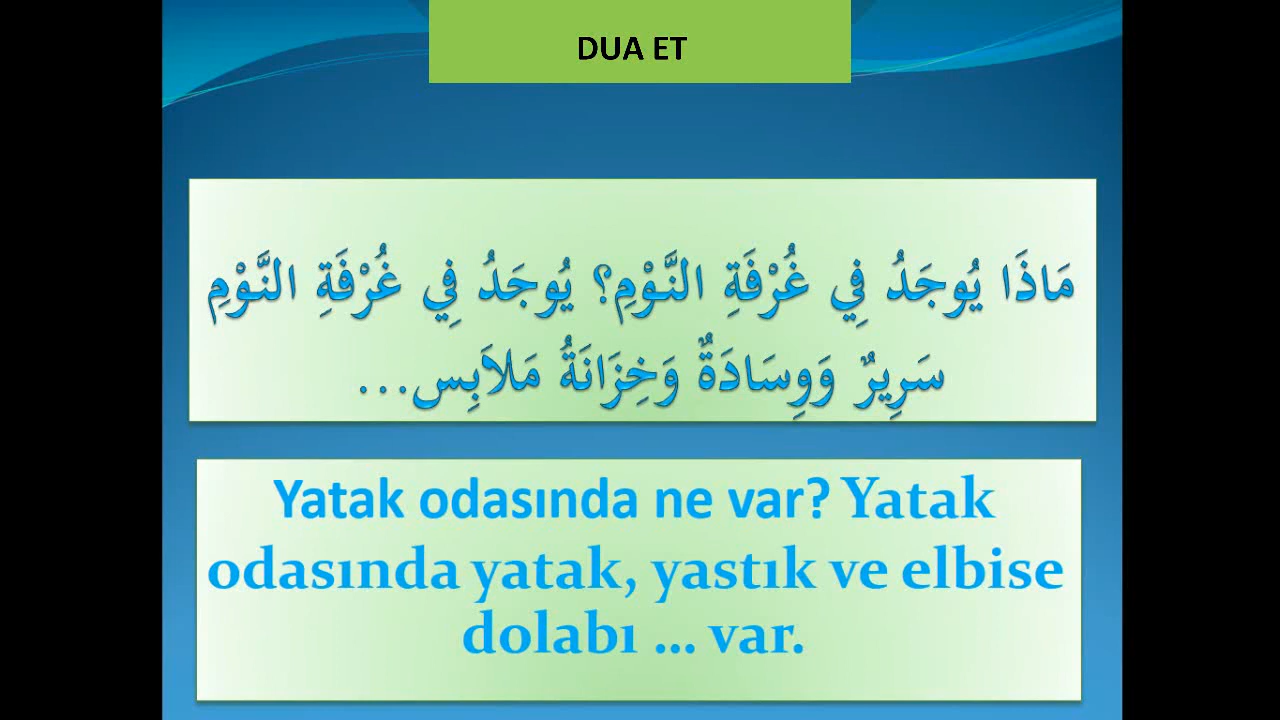 DUA ET
مَاذَا يُوجَدُ فِي غُرْفَةِ النَّوْمِ؟ يُوجَدُ فِي غُرْفَةِ النَّوْمِ
سَرِيرٌ وَوِسَادَةٌ وَخِزَانَةُ مَلاَبِس...
Yatak odasında ne var? Yatak
odasında yatak, yastık ve elbise
dolabı ... var.